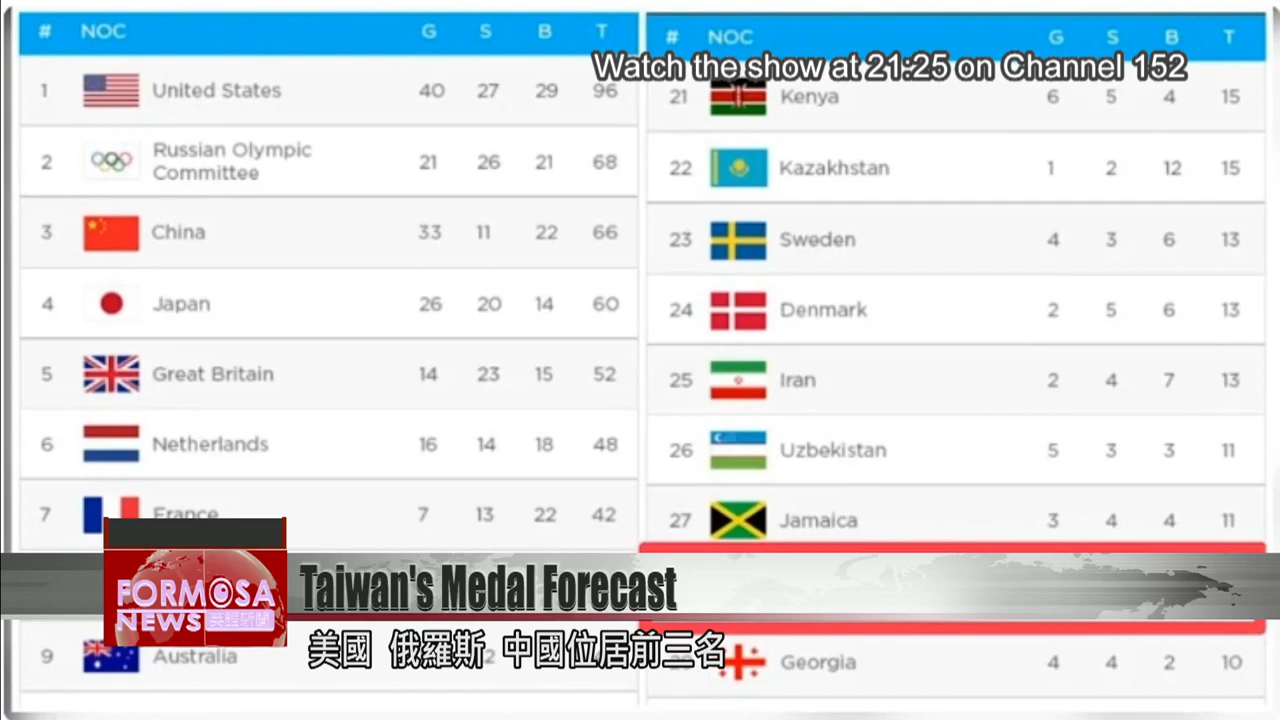 # NOC G S B T
1 United States 40 27 29 96
2 Russian Olympic Committee 21 26 21 68
3 China 33 11 22 66
4 Japan 26 20 14 60
5 Great Britain 14 23 15 52
6 Netherlands 16 14 18 48
7 France 7 13 22 42
9 Australia
# NOC G S B T
Watch the show at 21:25 on Channel 152
21 Kenya 6 5 4 15
22 Kazakhstan 1 2 12 15
23 Sweden 4 3 6 13
24 Denmark 2 5 6 13
25 Iran 2 4 7 13
26 Uzbekistan 5 3 3 11
27 Jamaica 3 4 4 11
Georgia 4 4 2 10
FORMOSA
NEWS
Taiwan's Medal Forecast
美國 俄羅斯 中國位居前三名